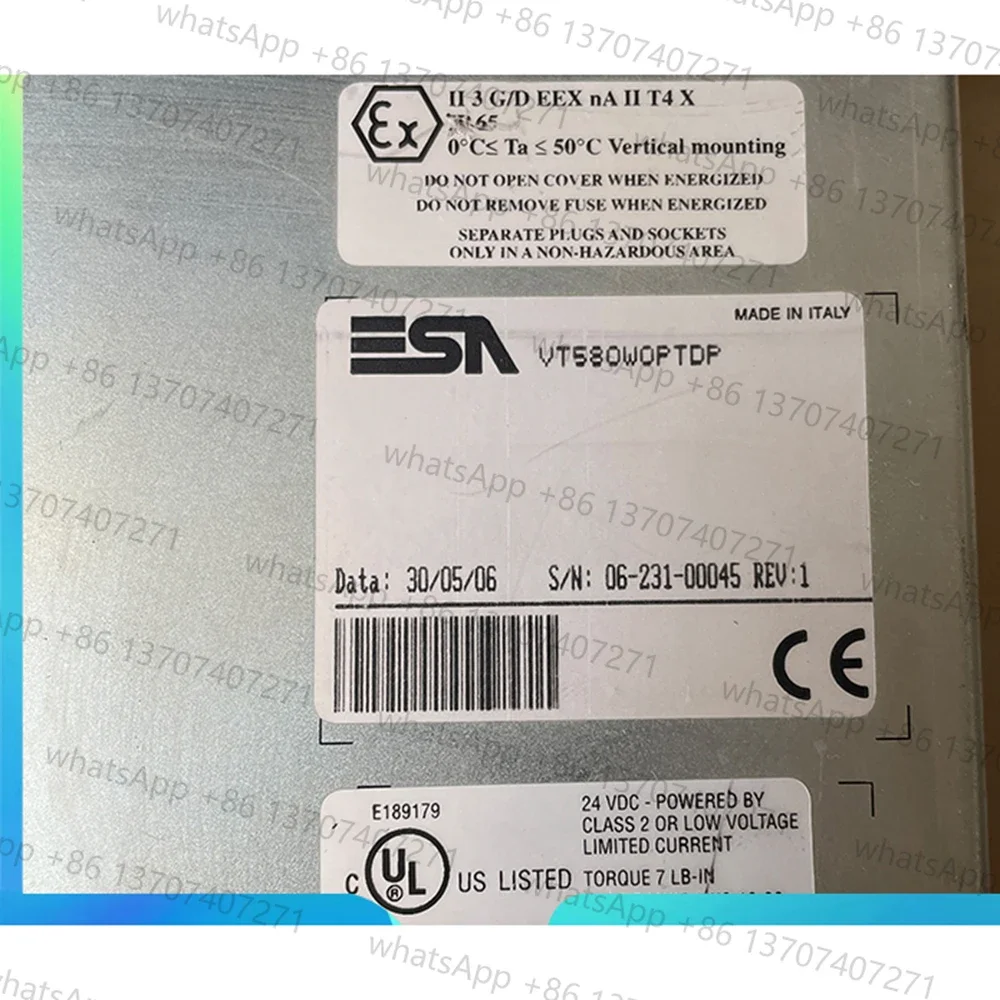 II 3 G/D EEX nA II T4 X
0°C≤ Ta ≤ 50°C Vertical mounting
DO NOT OPEN COVER WHEN ENERGIZED
DO NOT REMOVE FUSE WHEN ENERGIZED
SEPARATE PLUGS AND SOCKETS
ONLY IN A NON-HAZARDOUS AREA
MADE IN ITALY
ESA VT580WOPTDP
Data: 30/05/06 S/N: 06-231-00045 REV:1
CE
E189179
24 VDC - POWERED BY
CLASS 2 OR LOW VOLTAGE
LIMITED CURRENT
C UL ® US LISTED TORQUE 7 LB-IN
whatsApp +86 13707407271